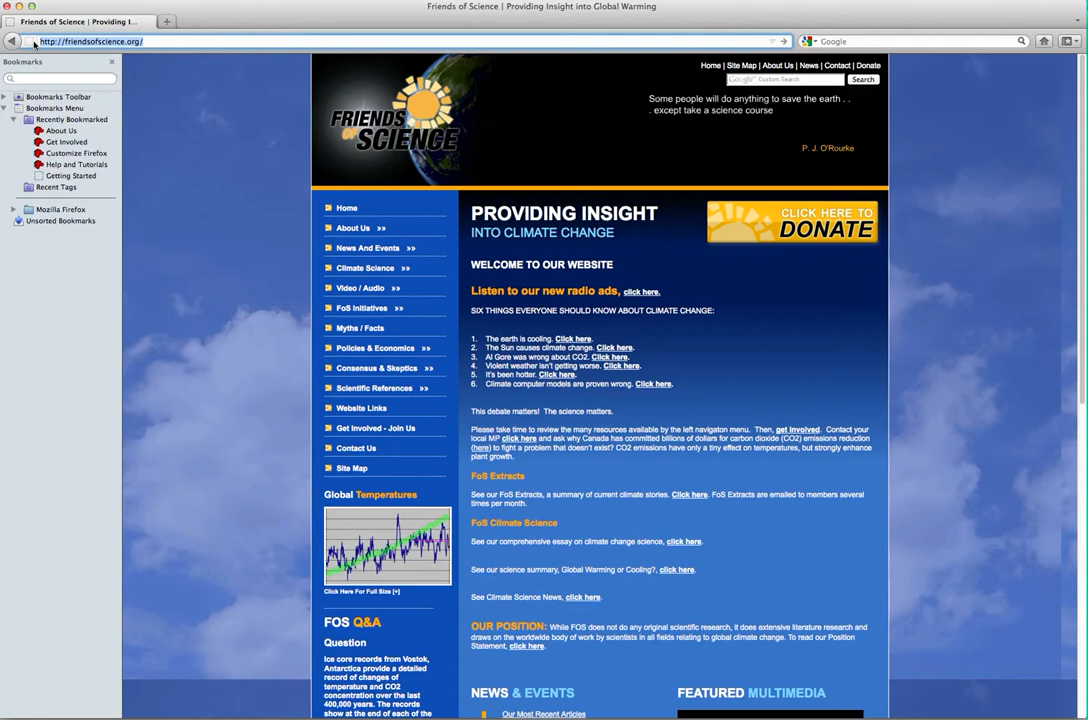 Friends of Science | Providing Insight into Global Warming
Friends of Science | Providing I...
http://friendsofscience.org/
Google
Bookmarks
Bookmarks Toolbar
Bookmarks Menu
Recently Bookmarked
About Us
Get Involved
Customize Firefox
Help and Tutorials
Getting Started
Recent Tags
Mozilla Firefox
Unsorted Bookmarks
Home | Site Map | About Us | News | Contact | Donate
Google™ Custom Search
Search
FRIENDS
OF SCIENCE
Some people will do anything to save the earth . .
. except take a science course
P. J. O'Rourke
Home
About Us »»
News And Events »»
Climate Science »»
Video / Audio »»
FoS Initiatives »»
Myths / Facts
Policies & Economics »»
Consensus & Skeptics »»
Scientific References »»
Website Links
Get Involved - Join Us
Contact Us
Site Map
Global Temperatures
Click Here For Full Size [+]
FOS Q&A
Question
Ice core records from Vostok,
Antarctica provide a detailed
record of changes of
temperature and CO2
concentration over the last
400,000 years. The records
show at the end of each of the
PROVIDING INSIGHT
INTO CLIMATE CHANGE
CLICK HERE TO
DONATE
WELCOME TO OUR WEBSITE
Listen to our new radio ads, click here.
SIX THINGS EVERYONE SHOULD KNOW ABOUT CLIMATE CHANGE:
1. The earth is cooling. Click here.
2. The Sun causes climate change. Click here.
3. Al Gore was wrong about CO2. Click here.
4. Violent weather isn't getting worse. Click here.
5. It's been hotter. Click here.
6. Climate computer models are proven wrong. Click here.
This debate matters! The science matters.
Please take time to review the many resources available by the left navigaton menu. Then, get involved. Contact your
local MP click here and ask why Canada has committed billions of dollars for carbon dioxide (CO2) emissions reduction
(here) to fight a problem that doesn't exist? CO2 emissions have only a tiny effect on temperatures, but strongly enhance
plant growth.
FoS Extracts
See our FoS Extracts, a summary of current climate stories. Click here. FoS Extracts are emailed to members several
times per month.
FoS Climate Science
See our comprehensive essay on climate change science, click here.
See our science summary, Global Warming or Cooling?, click here.
See Climate Science News, click here.
OUR POSITION: While FOS does not do any original scientific research, it does extensive literature research and
draws on the worldwide body of work by scientists in all fields relating to global climate change. To read our Position
Statement, click here.
NEWS & EVENTS
Our Most Recent Articles
FEATURED MULTIMEDIA